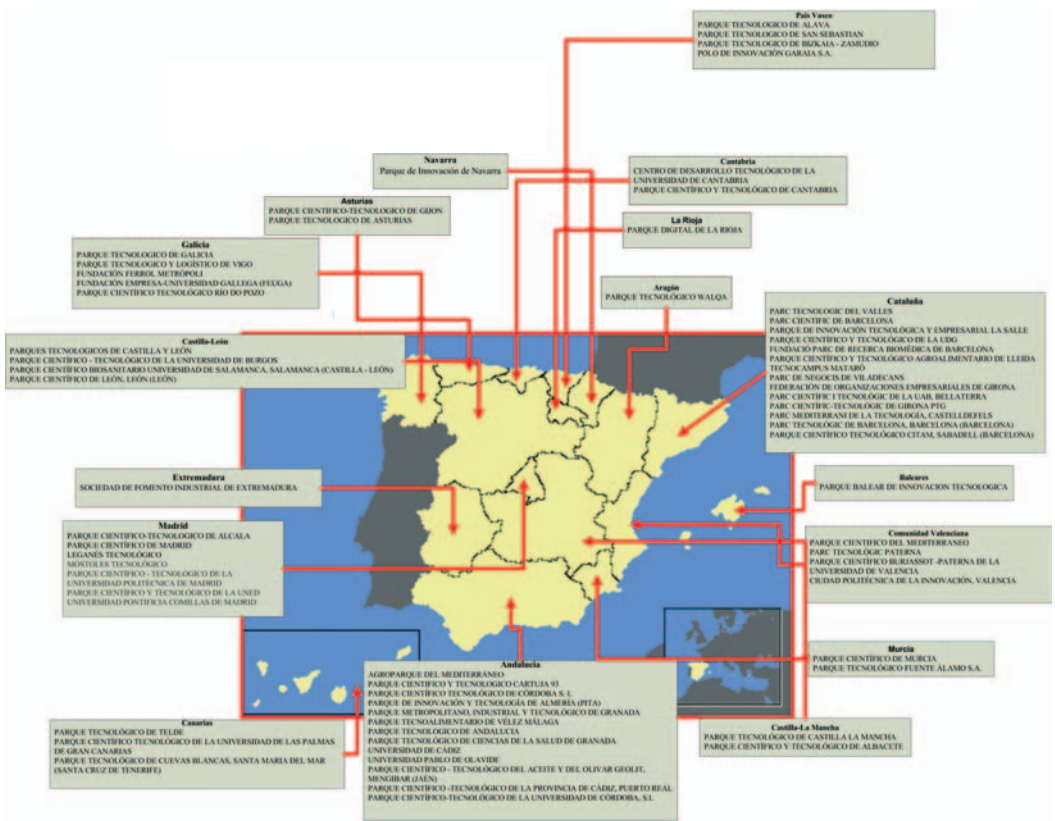 País Vasco
PARQUE TECNOLOGICO DE ALAVA
PARQUE TECNOLOGICO DE SAN SEBASTIAN
PARQUE TECNOLOGICO DE BIZKAIA - ZAMUDIO
POLO DE INNOVACIÓN GARAIA S.A.
Navarra
Parque de Innovación de Navarra
Cantabria
CENTRO DE DESARROLLO TECNOLÓGICO DE LA
UNIVERSIDAD DE CANTABRIA
PARQUE CIENTÍFICO Y TECNOLÓGICO DE CANTABRIA
Asturias
PARQUE CIENTÍFICO-TECNOLOGICO DE GIJON
PARQUE TECNOLOGICO DE ASTURIAS
La Rioja
PARQUE DIGITAL DE LA RIOJA
Galicia
PARQUE TECNOLOGICO DE GALICIA
PARQUE TECNOLOGICO Y LOGÍSTICO DE VIGO
FUNDACIÓN FERROL METRÓPOLI
FUNDACIÓN EMPRESA-UNIVERSIDAD GALLEGA (FEUGA)
PARQUE CIENTÍFICO TECNOLÓGICO RÍO DO POZO
Aragón
PARQUE TECNOLÓGICO WALQA
Cataluña
PARC TECNOLOGIC DEL VALLES
PARC CIENTIFIC DE BARCELONA
PARQUE DE INNOVACIÓN TECNOLÓGICA Y EMPRESARIAL LA SALLE
PARQUE CIENTÍFICO Y TECNOLÓGICO DE LA UDG
FUNDACIÓ PARC DE RECERCA BIOMÉDICA DE BARCELONA
PARQUE CIENTÍFICO Y TECNOLÓGICO AGROALIMENTARIO DE LLEIDA
TECNOCAMPUS MATARÓ
PARC DE NEGOCIS DE VILADECANS
FEDERACIÓN DE ORGANIZACIONES EMPRESARIALES DE GIRONA
PARC CIENTÍFIC I TECNOLÓGIC DE LA UAB, BELLATERRA
PARC CIENTÍFIC-TECNOLÓGIC DE GIRONA PTG
PARC MEDITERRANI DE LA TECNOLOGÍA, CASTELLDEFELS
PARC TECNOLÓGIC DE BARCELONA, BARCELONA (BARCELONA)
PARQUE CIENTÍFICO TECNOLÓGICO CITAM, SABADELL (BARCELONA)
Castilla-León
PARQUES TECNOLOGICOS DE CASTILLA Y LEÓN
PARQUE CIENTÍFICO - TECNOLÓGICO DE LA UNIVERSIDAD DE BURGOS
PARQUE CIENTÍFICO BIOSANITARIO UNIVERSIDAD DE SALAMANCA, SALAMANCA (CASTILLA - LEÓN)
PARQUE CIENTÍFICO DE LEÓN, LEÓN (LEÓN)
Extremadura
SOCIEDAD DE FOMENTO INDUSTRIAL DE EXTREMADURA
Baleares
PARQUE BALEAR DE INNOVACION TECNOLOGICA
Madrid
PARQUE CIENTIFICO-TECNOLOGICO DE ALCALA
PARQUE CIENTÍFICO DE MADRID
LEGANÉS TECNOLÓGICO
MÓSTOLES TECNOLÓGICO
PARQUE CIENTÍFICO - TECNOLÓGICO DE LA
UNIVERSIDAD POLITÉCNICA DE MADRID
PARQUE CIENTÍFICO Y TECNOLÓGICO DE LA UNED
UNIVERSIDAD PONTIFICIA COMILLAS DE MADRID
Comunidad Valenciana
PARQUE CIENTÍFICO DEL MEDITERRANEO
PARC TECNOLÓGIC PATERNA
PARQUE CIENTÍFICO BURJASSOT -PATERNA DE LA
UNIVERSIDAD DE VALENCIA
CIUDAD POLITÉCNICA DE LA INNOVACIÓN, VALENCIA
Murcia
PARQUE CIENTÍFICO DE MURCIA
PARQUE TECNOLÓGICO FUENTE ÁLAMO S.A.
Andalucía
AGROPARQUE DEL MEDITERRÁNEO
PARQUE CIENTÍFICO Y TECNOLOGICO CARTUJA 93
PARQUE CIENTÍFICO TECNOLÓGICO DE CÓRDOBA S. L
PARQUE DE INNOVACIÓN Y TECNOLOGÍA DE ALMERÍA (PITA)
PARQUE METROPOLITANO, INDUSTRIAL Y TECNOLÓGICO DE GRANADA
PARQUE TECNOALIMENTARIO DE VÉLEZ MÁLAGA
PARQUE TECNOLOGICO DE ANDALUCIA
PARQUE TECNOLÓGICO DE CIENCIAS DE LA SALUD DE GRANADA
UNIVERSIDAD DE CÁDIZ
UNIVERSIDAD PABLO DE OLAVIDE
PARQUE CIENTÍFICO - TECNOLÓGICO DEL ACEITE Y DEL OLIVAR GEOLIT,
MENGIBAR (JAÉN)
PARQUE CIENTÍFICO -TECNOLÓGICO DE LA PROVINCIA DE CÁDIZ, PUERTO REAL
PARQUE CIENTÍFICO-TECNOLÓGICO DE LA UNIVERSIDAD DE CÓRDOBA, S.L
Canarias
PARQUE TECNOLÓGICO DE TELDE
PARQUE CIENTÍFICO TECNOLÓGICO DE LA UNIVERSIDAD DE LAS PALMAS
DE GRAN CANARIAS
PARQUE TECNOLÓGICO DE CUEVAS BLANCAS, SANTA MARIA DEL MAR
(SANTA CRUZ DE TENERIFE)
Castilla-La Mancha
PARQUE TECNOLÓGICO DE CASTILLA LA MANCHA
PARQUE CIENTÍFICO Y TECNOLÓGICO DE ALBACETE